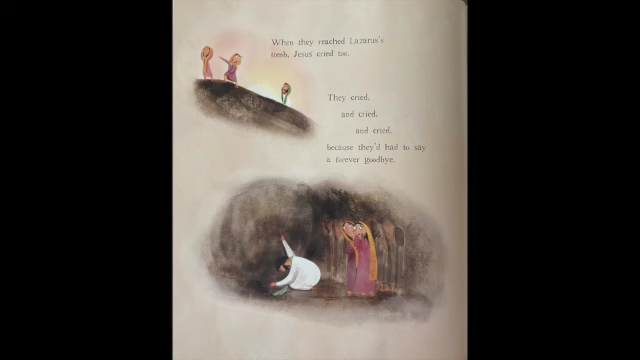 When they reached Lazarus's
tomb, Jesus cried too.
They cried,
and cried,
and cried,
because they'd had to say
a forever goodbye.